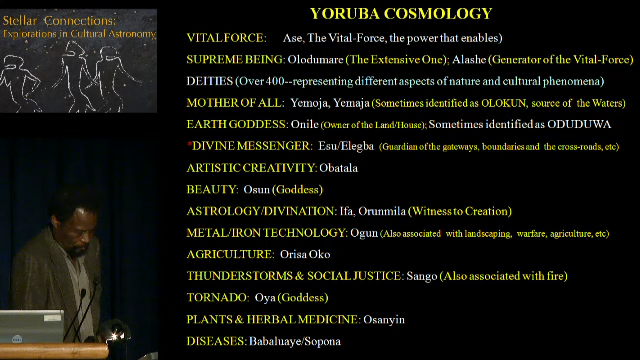 Stellar Connections:
Explorations in Cultural Astronomy
YORUBA COSMOLOGY
VITAL FORCE: Ase, The Vital-Force, the power that enables)
SUPREME BEING: Olodumare (The Extensive One); Alashe (Generator of the Vital-Force)
DEITIES (Over 400--representing different aspects of nature and cultural phenomena)
MOTHER OF ALL: Yemoja, Yemaja (Sometimes identified as OLOKUN, source of the Waters)
EARTH GODDESS: Onile (Owner of the Land/House); Sometimes identified as ODUDUWA
*DIVINE MESSENGER: Esu/Elegba (Guardian of the gateways, boundaries and the cross-roads, etc)
ARTISTIC CREATIVITY: Obatala
BEAUTY: Osun (Goddess)
ASTROLOGY/DIVINATION: Ifa, Orunmila (Witness to Creation)
METAL/IRON TECHNOLOGY: Ogun (Also associated with landscaping, warfare, agriculture, etc)
AGRICULTURE: Orisa Oko
THUNDERSTORMS & SOCIAL JUSTICE: Sango (Also associated with fire)
TORNADO: Oya (Goddess)
PLANTS & HERBAL MEDICINE: Osanyin
DISEASES: Babaluaye/Sopona